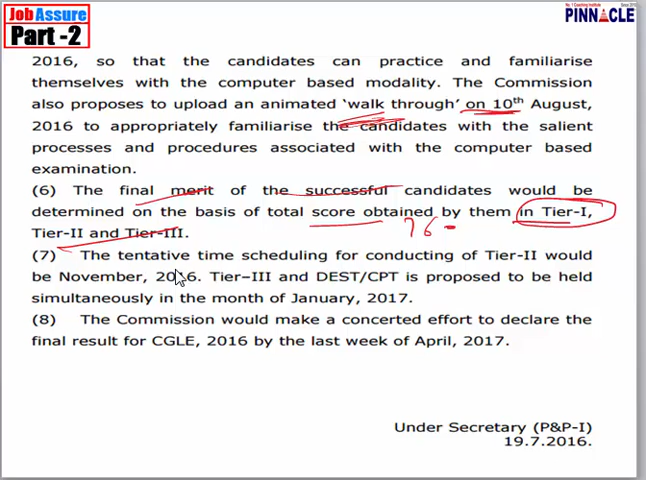 Job Assure
Part -2
No. 1 Coaching Institute
PINNACLE
2016, so that the candidates can practice and familiarise
themselves with the computer based modality. The Commission
also proposes to upload an animated ‘walk through’ on 10th August,
2016 to appropriately familiarise the candidates with the salient
processes and procedures associated with the computer based
examination.
(6) The final merit of the successful candidates would be
determined on the basis of total score obtained by them in Tier-I,
Tier-II and Tier-III.
76
(7) The tentative time scheduling for conducting of Tier-II would
be November, 2016. Tier–III and DEST/CPT is proposed to be held
simultaneously in the month of January, 2017.
(8) The Commission would make a concerted effort to declare the
final result for CGLE, 2016 by the last week of April, 2017.
Under Secretary (P&P-I)
19.7.2016.